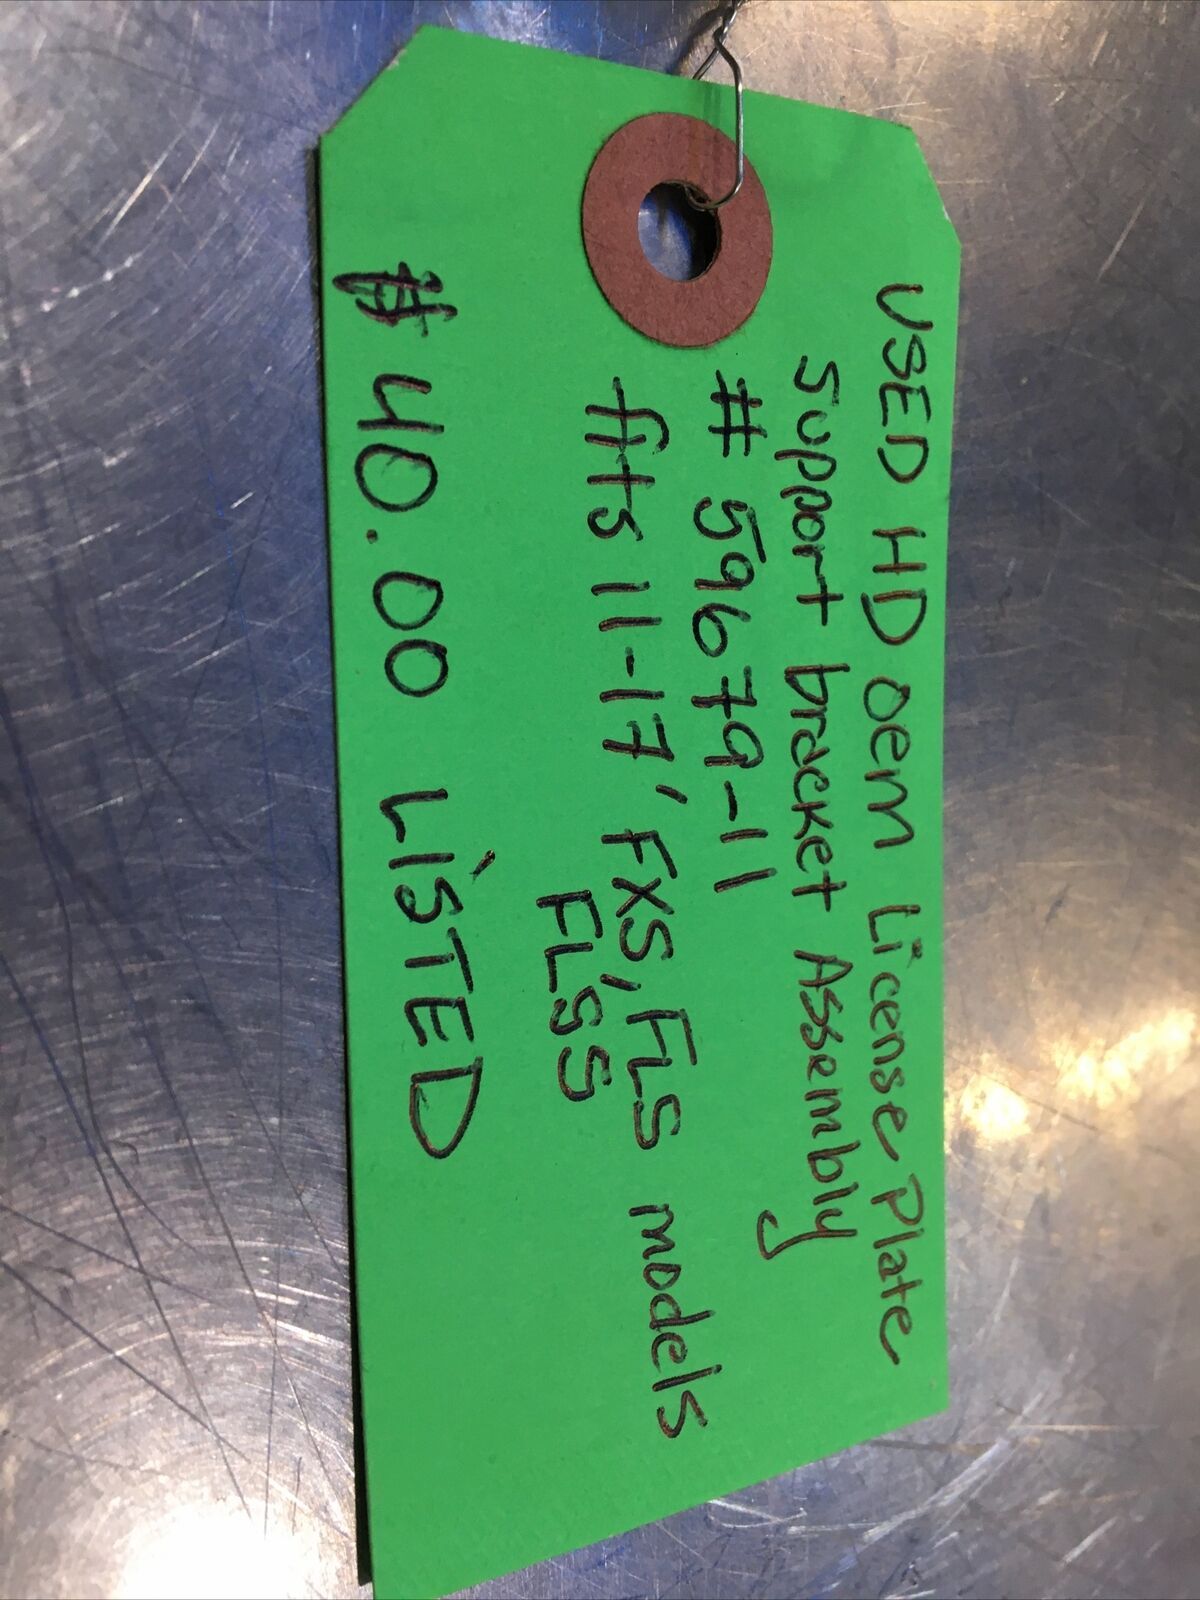 USED HD oem License Plate
support bracket Assembly
# 59679-11
fits 11-17' FXS, FLS models
FLSS
$40.00 LiSTED